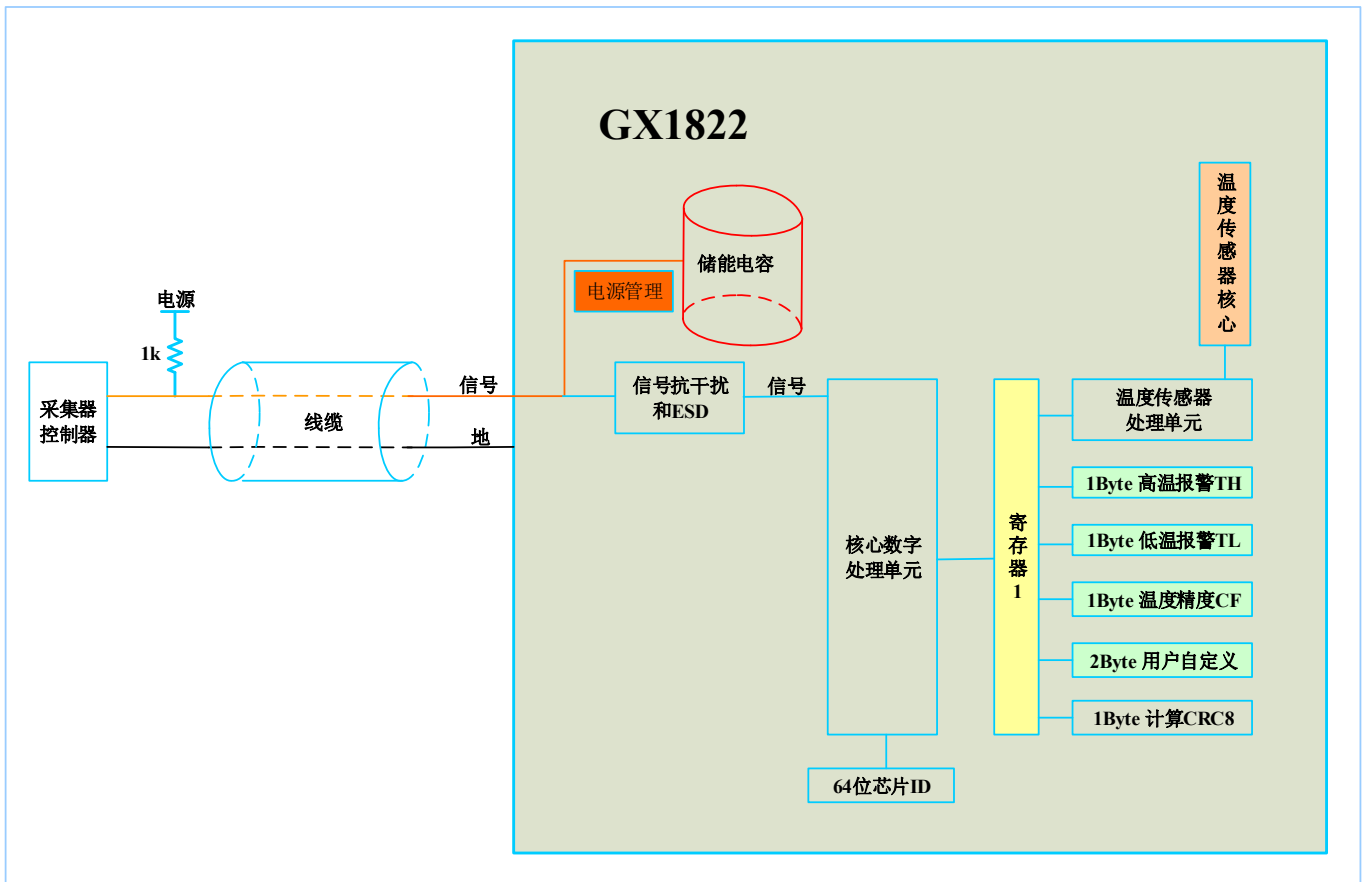 GX1822
温
度
传
感
器
核
心
储能电容
电源管理
电源
1k
采集器
控制器
线缆
信号
地
信号抗干扰
和ESD
信号
核心数字
处理单元
64位芯片ID
寄
存
器
1
温度传感器
处理单元
1Byte 高温报警TH
1Byte 低温报警TL
1Byte 温度精度CF
2Byte 用户自定义
1Byte 计算CRC8